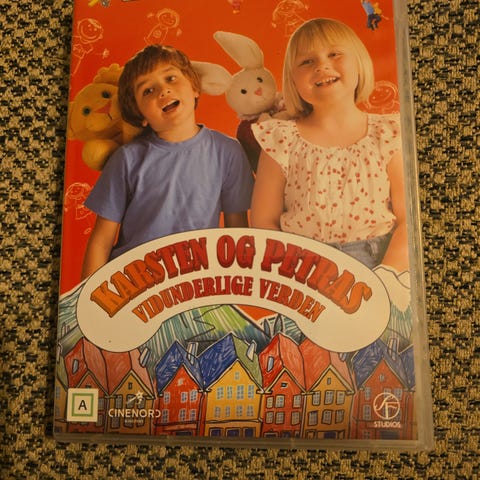 KARSTEN OG PETRAS
VIDUNDERLIGE VERDEN
A
CINENORD
SF
STUDIOS